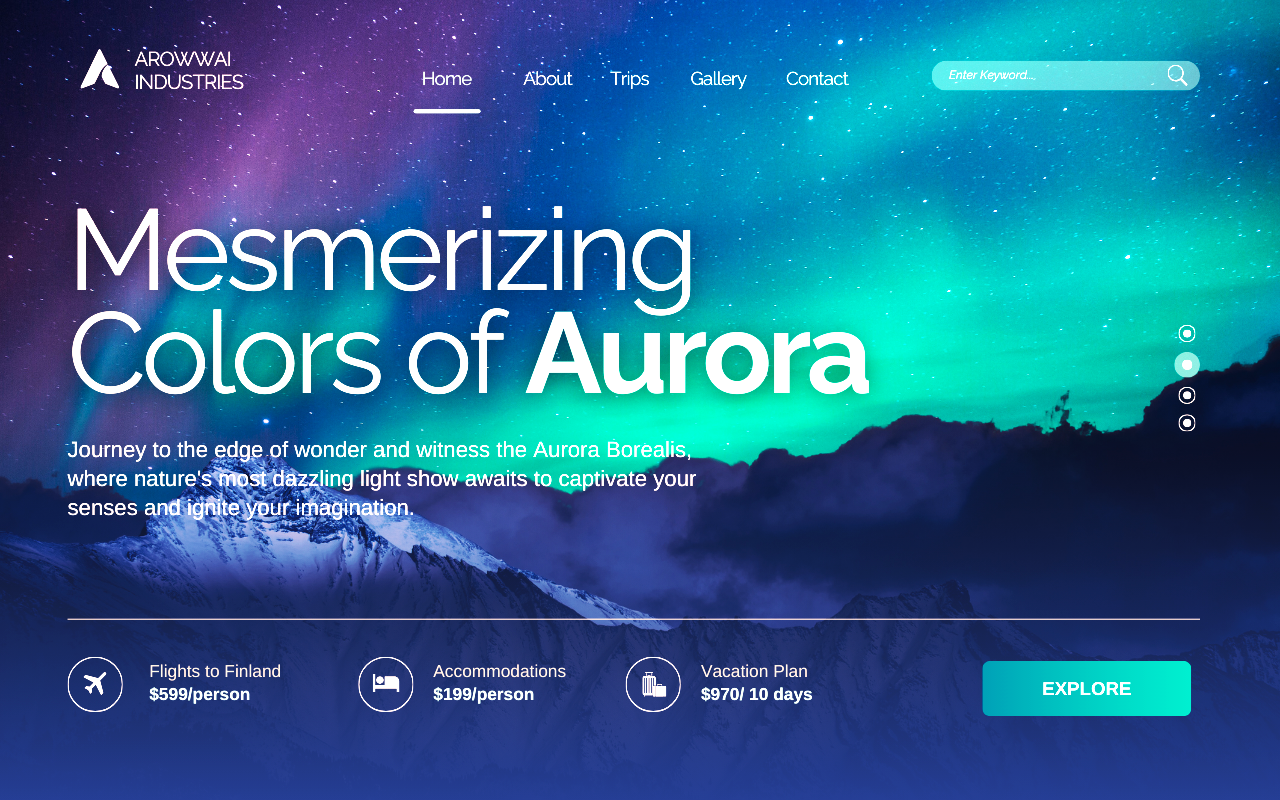 AROWWAI
INDUSTRIES
Home About Trips Gallery Contact
Enter Keyword...
Mesmerizing
Colors of Aurora
Journey to the edge of wonder and witness the Aurora Borealis,
where nature's most dazzling light show awaits to captivate your
senses and ignite your imagination.
Flights to Finland
$599/person
Accommodations
$199/person
Vacation Plan
$970/ 10 days
EXPLORE